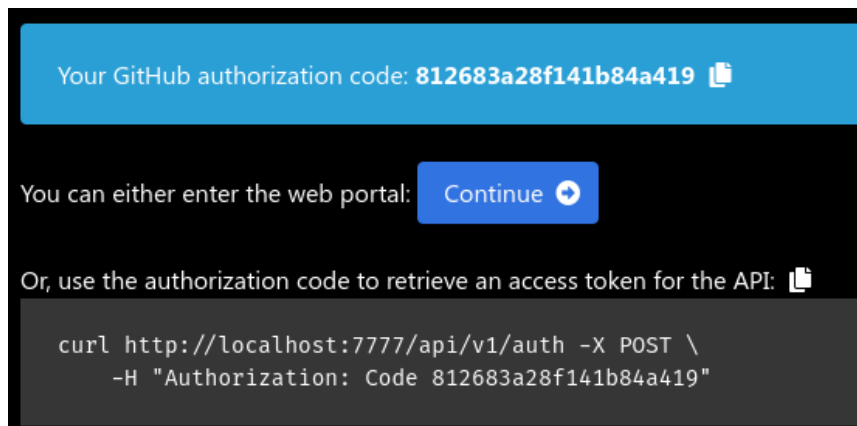 Your GitHub authorization code: 812683a28f141b84a419
You can either enter the web portal: Continue
Or, use the authorization code to retrieve an access token for the API:
curl http://localhost:7777/api/v1/auth -X POST \
-H "Authorization: Code 812683a28f141b84a419"